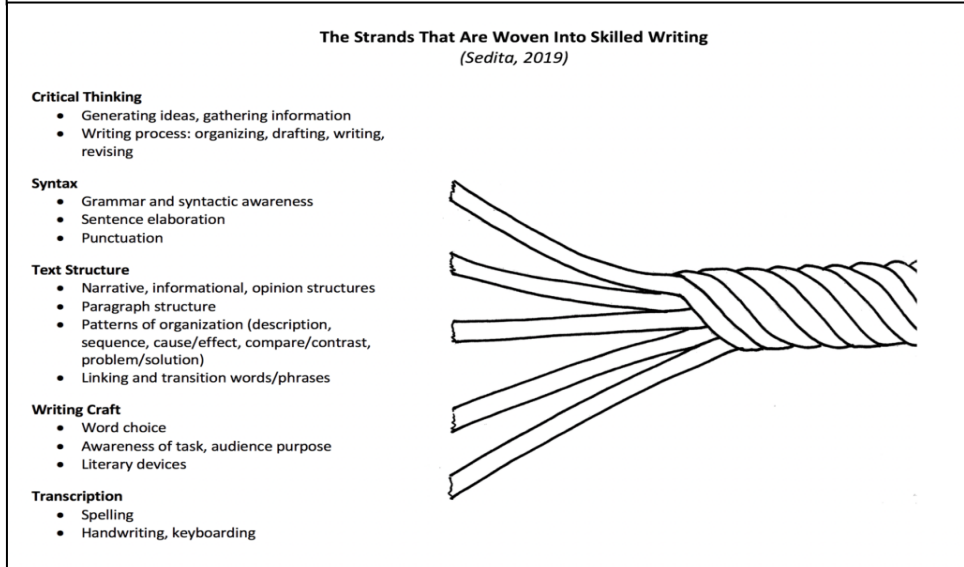 The Strands That Are Woven Into Skilled Writing
(Sedita, 2019)
Critical Thinking
• Generating ideas, gathering information
• Writing process: organizing, drafting, writing,
revising
Syntax
• Grammar and syntactic awareness
• Sentence elaboration
• Punctuation
Text Structure
• Narrative, informational, opinion structures
• Paragraph structure
• Patterns of organization (description,
sequence, cause/effect, compare/contrast,
problem/solution)
• Linking and transition words/phrases
Writing Craft
• Word choice
• Awareness of task, audience purpose
• Literary devices
Transcription
• Spelling
• Handwriting, keyboarding